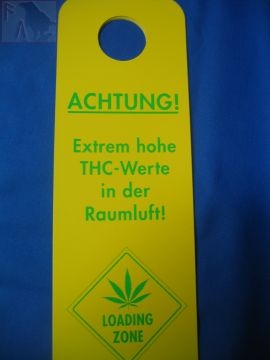 ACHTUNG!
Extrem hohe
THC-Werte
in der
Raumluft!
LOADING
ZONE